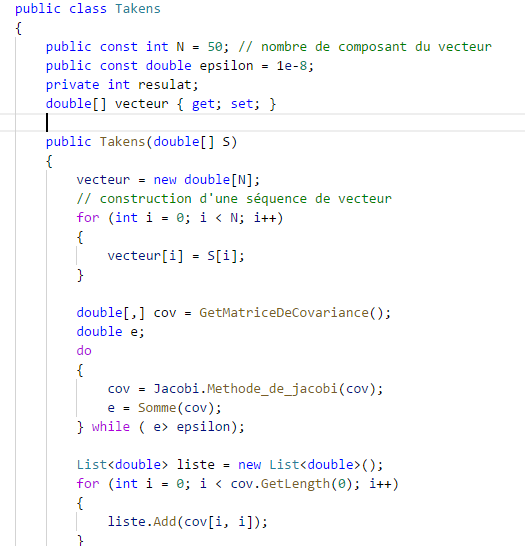 public class Takens
{
public const int N = 50; // nombre de composant du vecteur
public const double epsilon = 1e-8;
private int resulat;
double[] vecteur { get; set; }
public Takens(double[] S)
{
vecteur = new double[N];
// construction d'une séquence de vecteur
for (int i = 0; i < N; i++)
{
vecteur[i] = S[i];
}
double[,] cov = GetMatriceDeCovariance();
double e;
do
{
cov = Jacobi.Methode_de_jacobi(cov);
e = Somme(cov);
} while ( e> epsilon);
List<double> liste = new List<double>();
for (int i = 0; i < cov.GetLength(0); i++)
{
liste.Add(cov[i, i]);
}